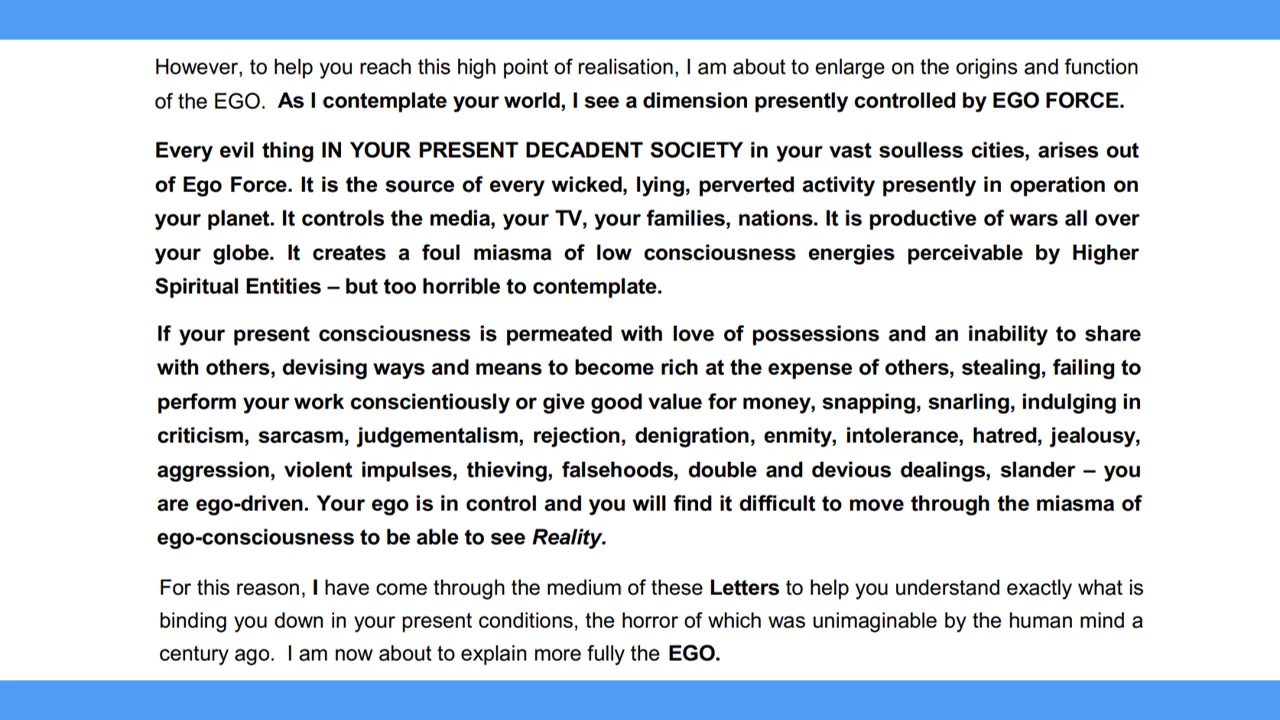 However, to help you reach this high point of realisation, I am about to enlarge on the origins and function
of the EGO. As I contemplate your world, I see a dimension presently controlled by EGO FORCE.
Every evil thing IN YOUR PRESENT DECADENT SOCIETY in your vast soulless cities, arises out
of Ego Force. It is the source of every wicked, lying, perverted activity presently in operation on
your planet. It controls the media, your TV, your families, nations. It is productive of wars all over
your globe. It creates a foul miasma of low consciousness energies perceivable by Higher
Spiritual Entities – but too horrible to contemplate.
If your present consciousness is permeated with love of possessions and an inability to share
with others, devising ways and means to become rich at the expense of others, stealing, failing to
perform your work conscientiously or give good value for money, snapping, snarling, indulging in
criticism, sarcasm, judgementalism, rejection, denigration, enmity, intolerance, hatred, jealousy,
aggression, violent impulses, thieving, falsehoods, double and devious dealings, slander – you
are ego-driven. Your ego is in control and you will find it difficult to move through the miasma of
ego-consciousness to be able to see Reality.
For this reason, I have come through the medium of these Letters to help you understand exactly what is
binding you down in your present conditions, the horror of which was unimaginable by the human mind a
century ago. I am now about to explain more fully the EGO.